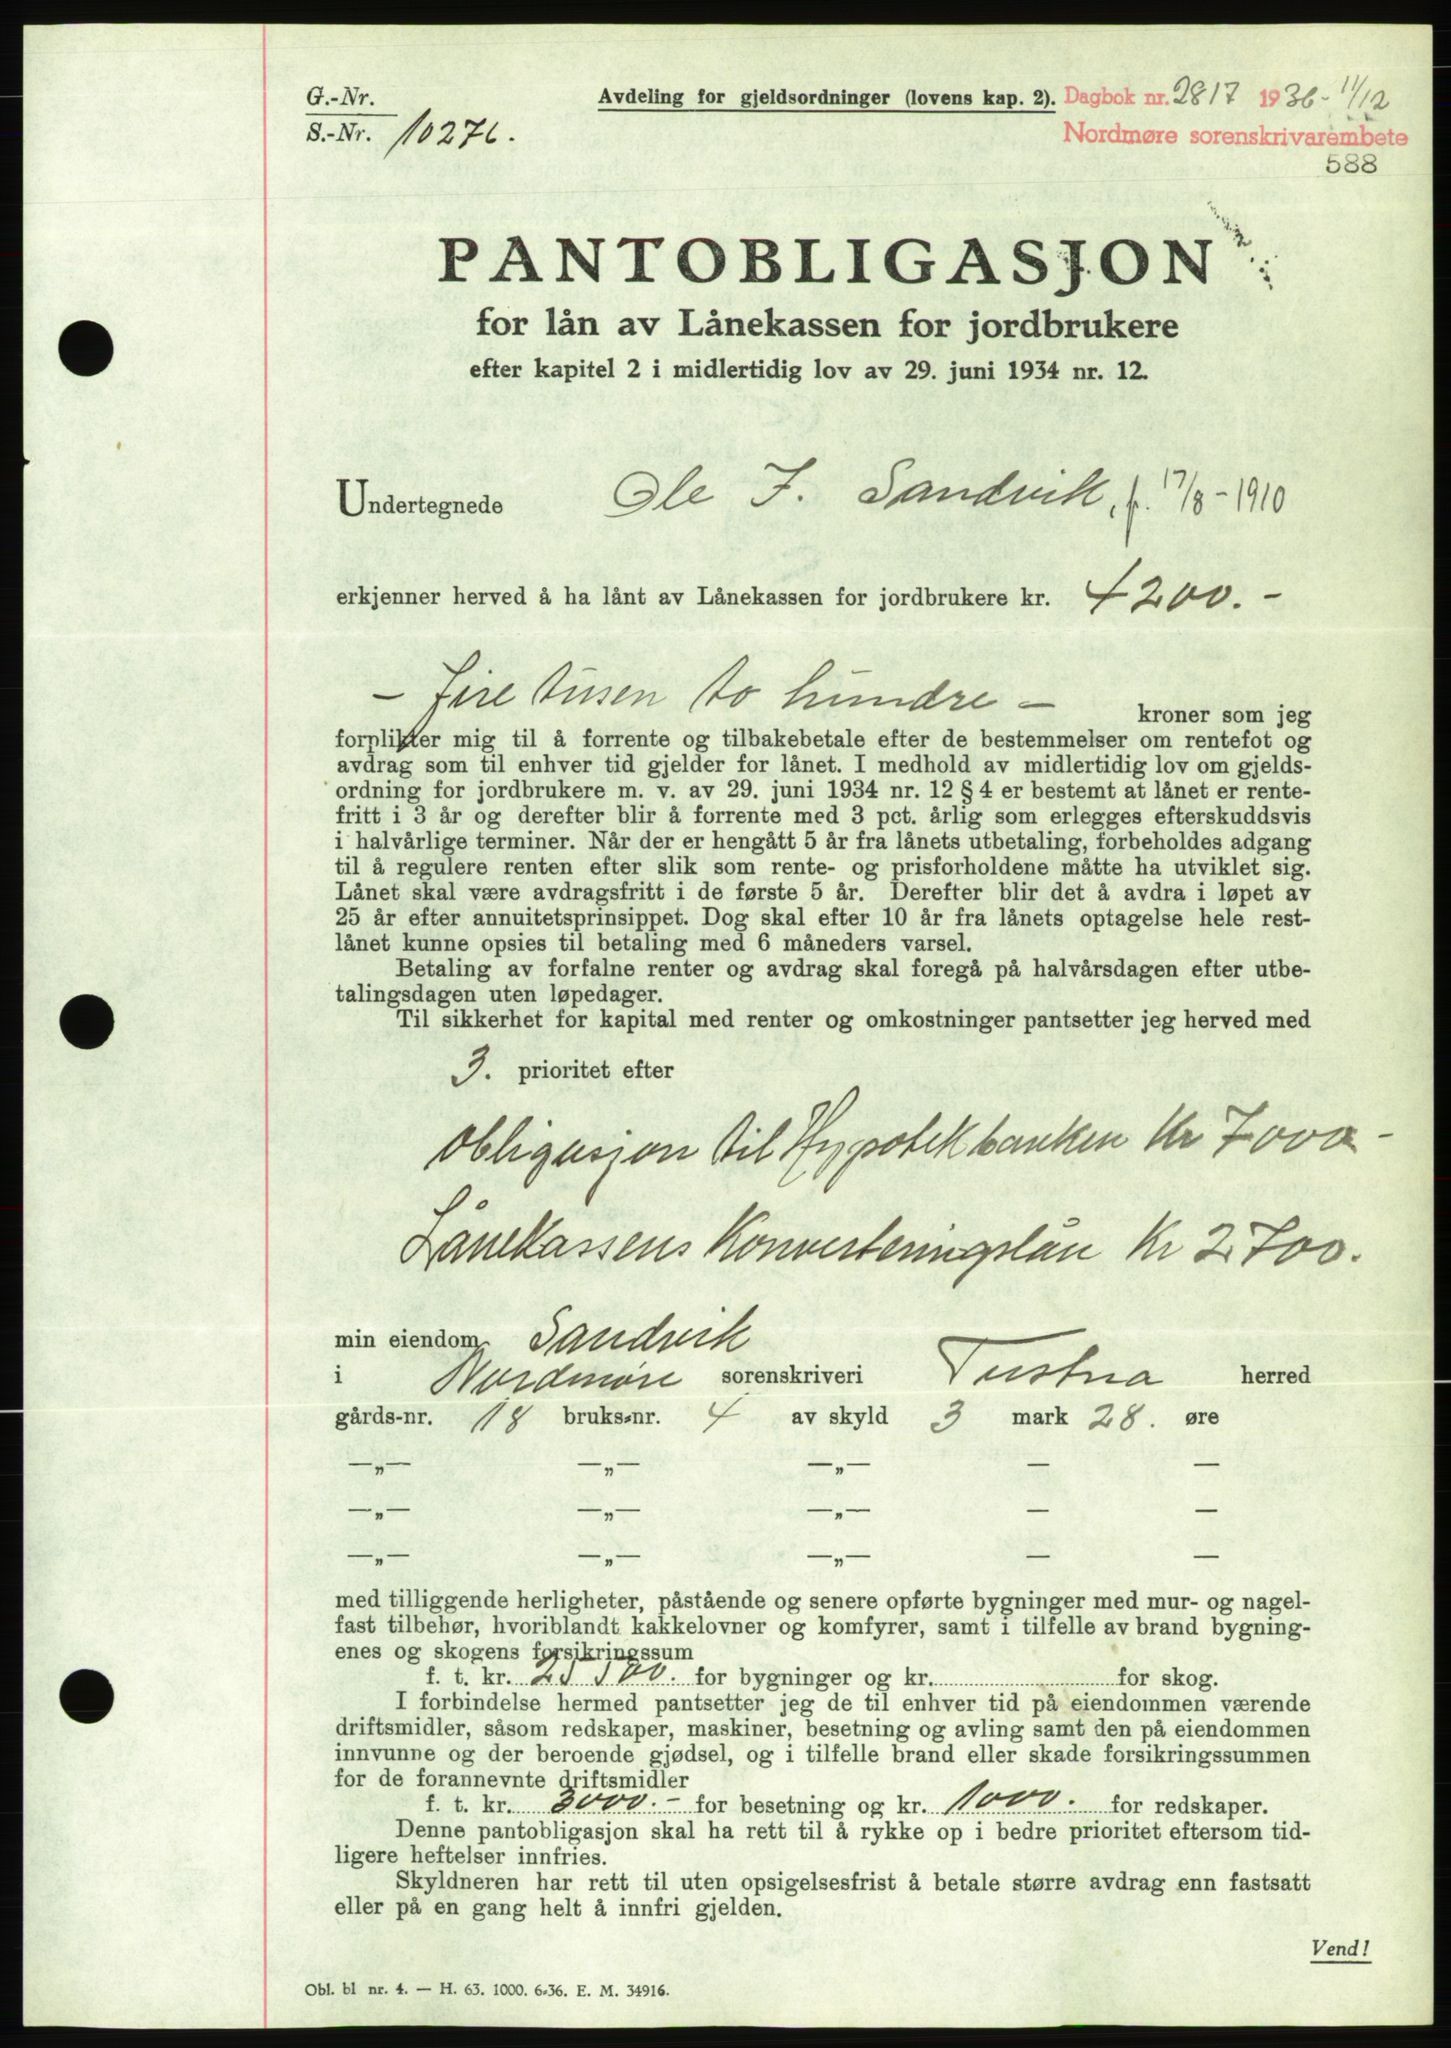 G.-Nr.
S.-Nr. 10276.
Avdeling for gjeldsordninger (lovens kap. 2). Dagbok nr. 2817 1936 - 11/12
Nordmøre sorenskrivarembete
588
PANTOBLIGASJON
for lån av Lånekassen for jordbrukere
efter kapitel 2 i midlertidig lov av 29. juni 1934 nr. 12.
Undertegnede Ole J. Sandvik, f. 17/8 - 1910
erkjenner herved å ha lånt av Lånekassen for jordbrukere kr. 4200. -
- fire tusen to hundre -
kroner som jeg
forplikter mig til å forrente og tilbakebetale efter de bestemmelser om rentefot og
avdrag som til enhver tid gjelder for lånet. I medhold av midlertidig lov om gjelds-
ordning for jordbrukere m. v. av 29. juni 1934 nr. 12 § 4 er bestemt at lånet er rente-
fritt i 3 år og derefter blir å forrente med 3 pct. årlig som erlegges efterskuddsvis
i halvårlige terminer. Når der er hengått 5 år fra lånets utbetaling, forbeholdes adgang
til å regulere renten efter slik som rente- og prisforholdene måtte ha utviklet sig.
Lånet skal være avdragsfritt i de første 5 år. Derefter blir det å avdra i løpet av
25 år efter annuitetsprinsippet. Dog skal efter 10 år fra lånets optagelse hele rest-
lånet kunne opsies til betaling med 6 måneders varsel.
Betaling av forfalne renter og avdrag skal foregå på halvårsdagen efter utbe-
talingsdagen uten løpedager.
Til sikkerhet for kapital med renter og omkostninger pantsetter jeg herved med
3. prioritet efter
Obligasjon til Hypotekbanken Kr 7000 -
Lånekassens Konverteringslån Kr 2700.
min eiendom Sandvik
i Nordmøre sorenskriveri Tustna herred
gårds-nr. 18 bruks-nr. 4 av skyld 3 mark 28. øre
—„— —„— —„— — —
—„— —„— —„— — —
—„— —„— —„— — —
med tilliggende herligheter, påstående og senere opførte bygninger med mur- og nagel-
fast tilbehør, hvoriblandt kakkelovner og komfyrer, samt i tilfelle av brand bygning-
enes og skogens forsikringssum
f. t. kr. 25500. for bygninger og kr. for skog.
I forbindelse hermed pantsetter jeg de til enhver tid på eiendommen værende
driftsmidler, såsom redskaper, maskiner, besetning og avling samt den på eiendommen
innvunne og der beroende gjødsel, og i tilfelle brand eller skade forsikringssummen
for de forannevnte driftsmidler
f. t. kr. 3000. - for besetning og kr. 1000. for redskaper.
Denne pantobligasjon skal ha rett til å rykke op i bedre prioritet eftersom tid-
ligere heftelser innfries.
Skyldneren har rett til uten opsigelsesfrist å betale større avdrag enn fastsatt
eller på en gang helt å innfri gjelden.
Vend!
Obl. bl nr. 4. — H. 63. 1000. 6-36. E. M. 34916.